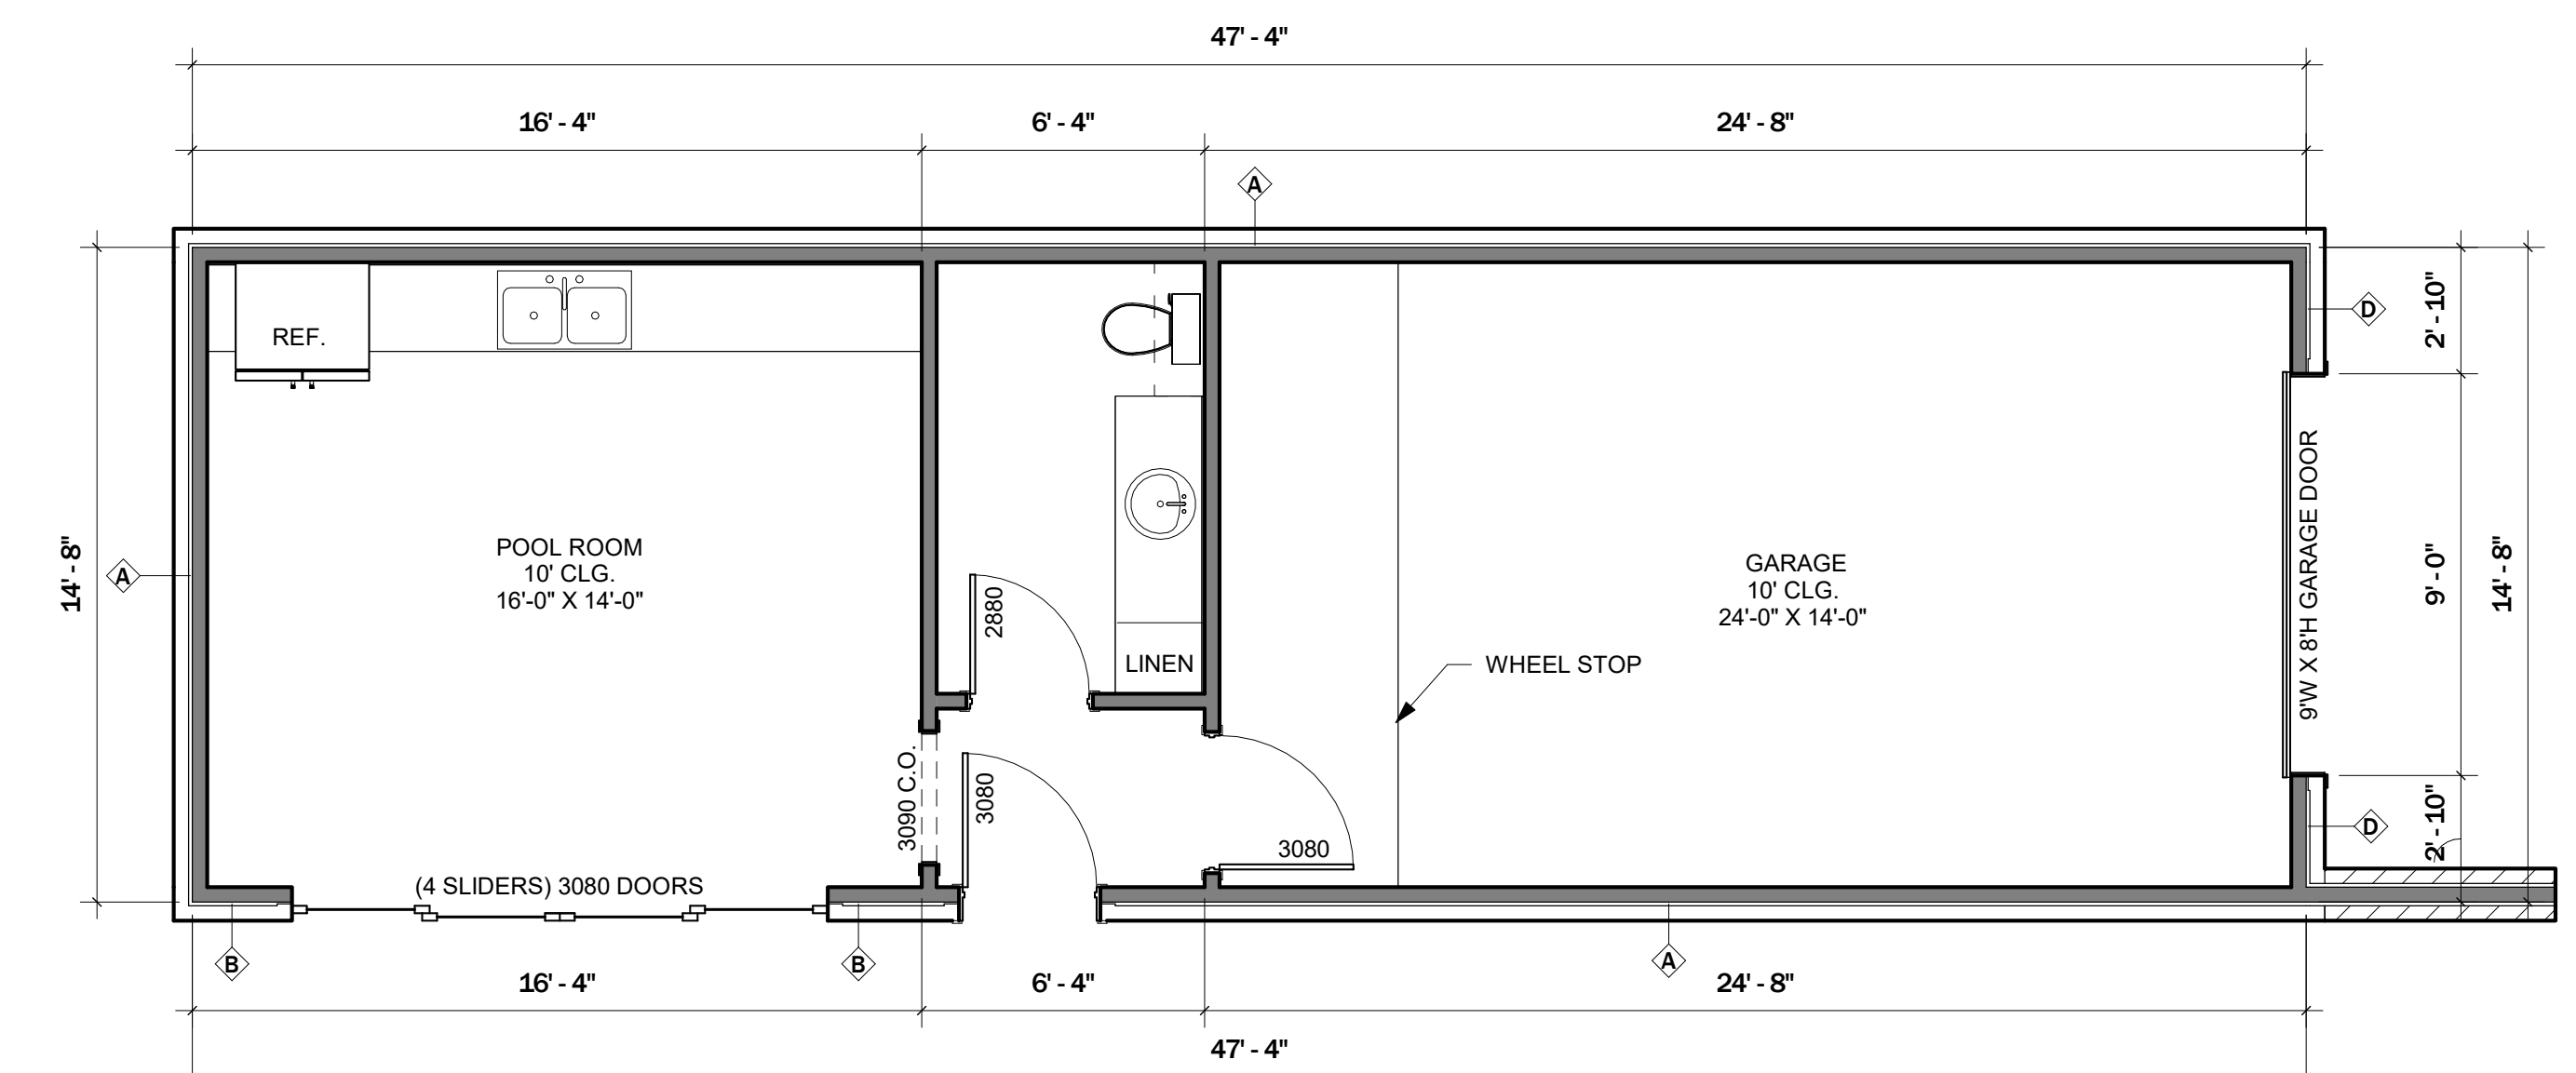 47' - 4"
16' - 4"
6' - 4"
24' - 8"
A
2' - 10"
D
REF.
9'W X 8'H GARAGE DOOR
14' - 8"
A
POOL ROOM
10' CLG.
16'-0" X 14'-0"
2880
GARAGE
10' CLG.
24'-0" X 14'-0"
9' - 0"
14' - 8"
LINEN
WHEEL STOP
3090 C.O.
3080
3080
2' - 10"
D
(4 SLIDERS) 3080 DOORS
B
B
A
16' - 4"
6' - 4"
24' - 8"
47' - 4"